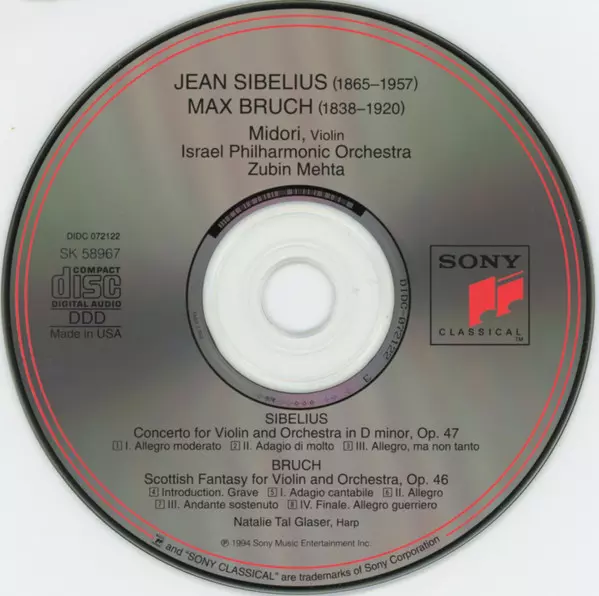 JEAN SIBELIUS (1865–1957)
MAX BRUCH (1838–1920)
Midori, Violin
Israel Philharmonic Orchestra
Zubin Mehta
DIDC 072122
SK 58967
COMPACT
disc
DIGITAL AUDIO
DDD
Made in USA
SONY
CLASSICAL™
DIDC-072122 3
SIBELIUS
Concerto for Violin and Orchestra in D minor, Op. 47
1 I. Allegro moderato 2 II. Adagio di molto 3 III. Allegro, ma non tanto
BRUCH
Scottish Fantasy for Violin and Orchestra, Op. 46
4 Introduction. Grave 5 I. Adagio cantabile 6 II. Allegro
7 III. Andante sostenuto 8 IV. Finale. Allegro guerriero
Natalie Tal Glaser, Harp
℗ 1994 Sony Music Entertainment Inc.
and "SONY CLASSICAL" are trademarks of Sony Corporation